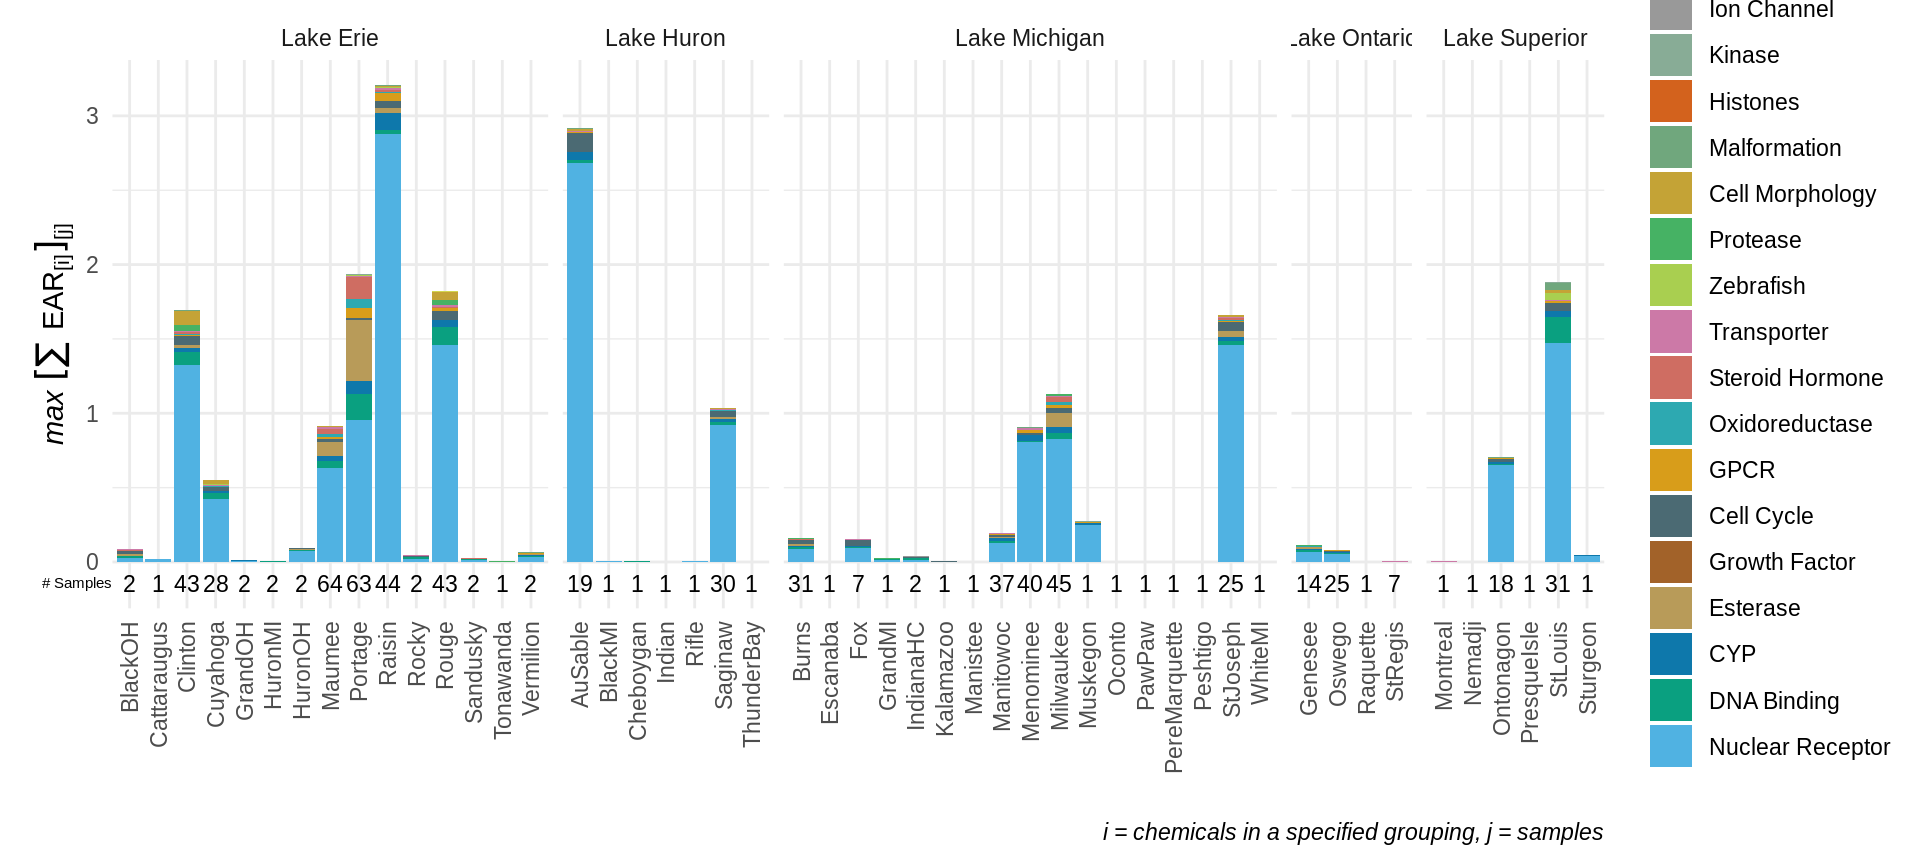 Lake Erie
Lake Huron
Lake Michigan
Lake Ontario
Lake Superior
3
2
1
0
max [∑ EAR[i]][j]
# Samples 2 1 43 28 2 2 2 64 63 44 2 43 2 1 2 19 1 1 1 1 30 1 31 1 7 1 2 1 1 37 40 45 1 1 1 1 1 25 1 14 25 1 7 1 1 18 1 31 1
BlackOH
Cattaraugus
Clinton
Cuyahoga
GrandOH
HuronMI
HuronOH
Maumee
Portage
Raisin
Rocky
Rouge
Sandusky
Tonawanda
Vermilion
AuSable
BlackMI
Cheboygan
Indian
Rifle
Saginaw
ThunderBay
Burns
Escanaba
Fox
GrandMI
IndianaHC
Kalamazoo
Manistee
Manitowoc
Menominee
Milwaukee
Muskegon
Oconto
PawPaw
PereMarquette
Peshtigo
StJoseph
WhiteMI
Genesee
Oswego
Raquette
StRegis
Montreal
Nemadji
Ontonagon
PresqueIsle
StLouis
Sturgeon
Ion Channel
Kinase
Histones
Malformation
Cell Morphology
Protease
Zebrafish
Transporter
Steroid Hormone
Oxidoreductase
GPCR
Cell Cycle
Growth Factor
Esterase
CYP
DNA Binding
Nuclear Receptor
i = chemicals in a specified grouping, j = samples